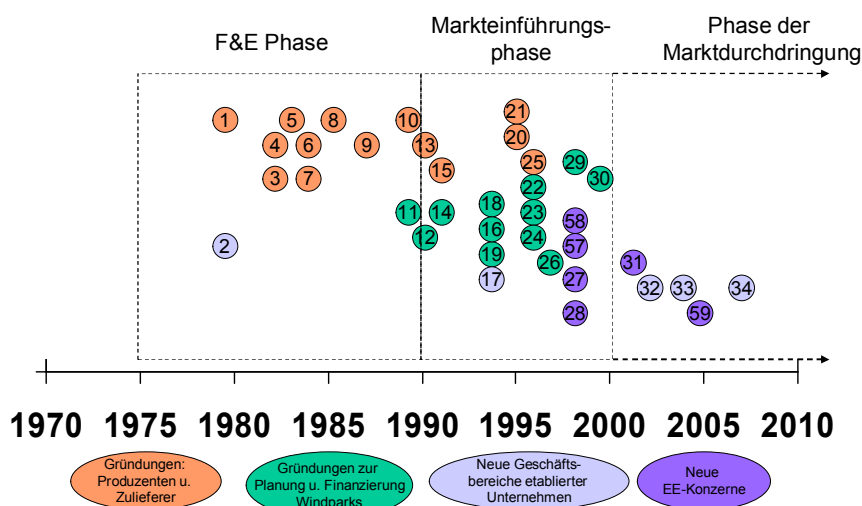 F&E Phase
Markteinführungs-
phase
Phase der
Marktdurchdringung
21
1
5
8
10
20
4
6
9
13
25
29
3
7
15
22
30
18
11
14
23
58
16
12
24
57
2
19
26
31
17
27
32
33
34
28
59
1970 1975 1980 1985 1990 1995 2000 2005 2010
Gründungen:
Produzenten u.
Zulieferer
Gründungen zur
Planung u. Finanzierung
Windparks
Neue Geschäfts-
bereiche etablierter
Unternehmen
Neue
EE-Konzerne